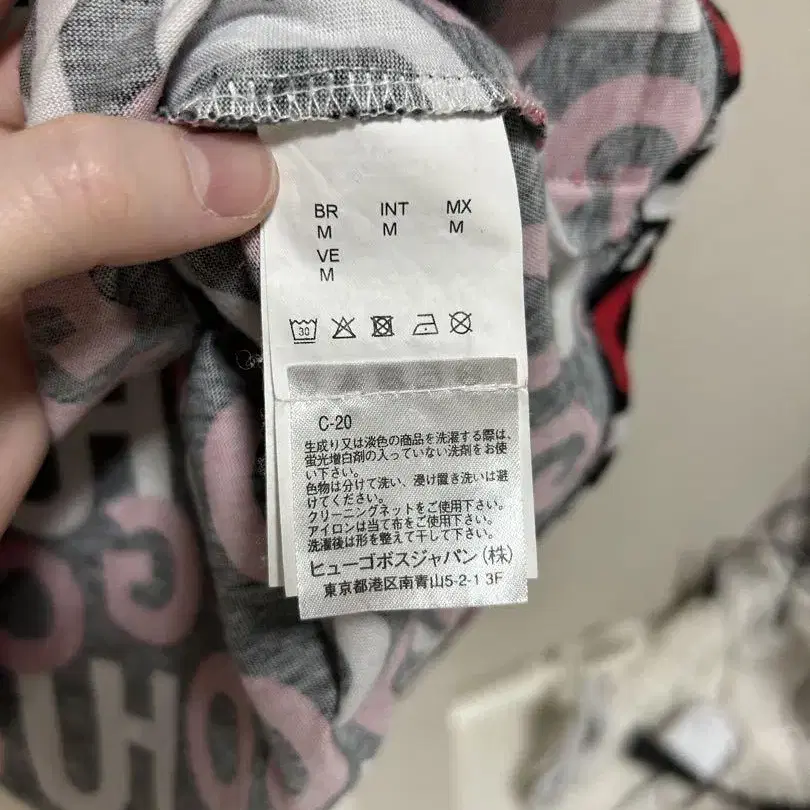 BR INT MX
M M M
VE
M
30
C-20
生成り又は淡色の商品を洗濯する際は、
蛍光増白剤の入っていない洗剤をお使
い下さい。
色物は分けて洗い、浸け置き洗いは避
けてください。
クリーニングネットをご使用下さい。
アイロンは当て布をご使用下さい。
洗濯後は形を整えて干して下さい。
ヒューゴボスジャパン(株)
東京都港区南青山5-2-1 3F